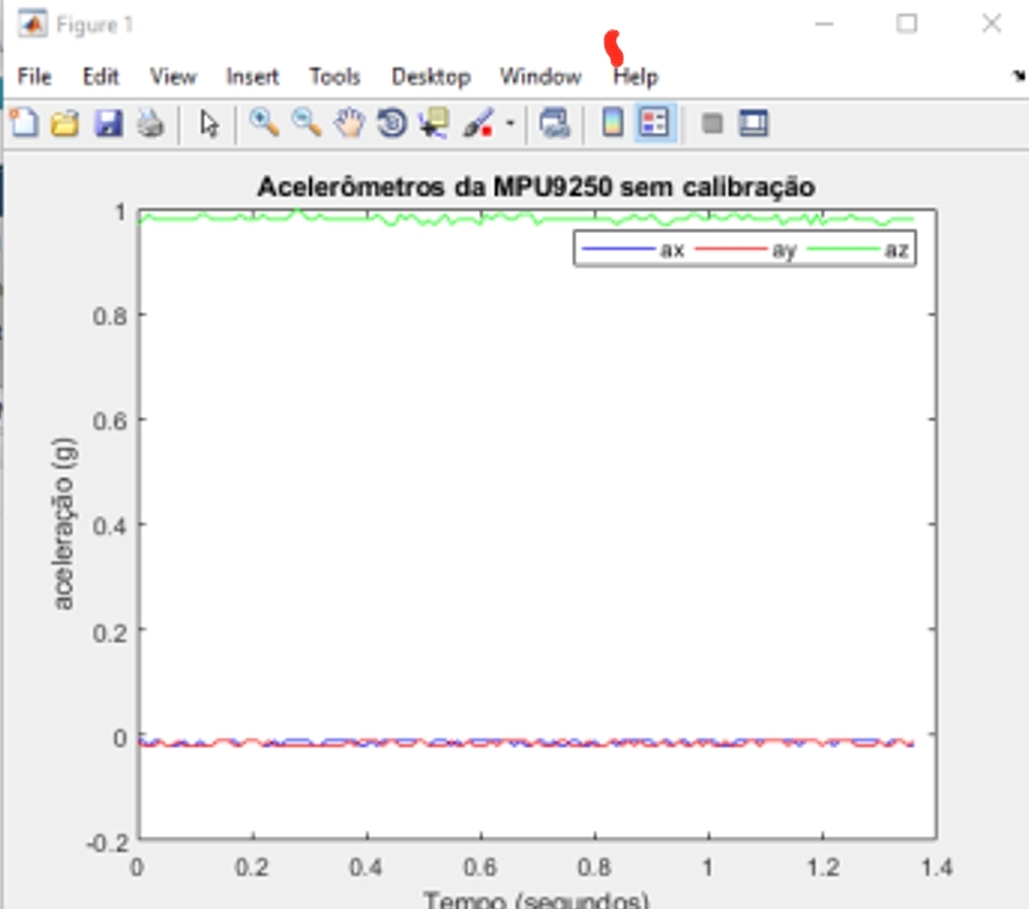 Figure 1
File Edit View Insert Tools Desktop Window Help
Acelerômetros da MPU9250 sem calibração
ax ay az
1
0.8
0.6
0.4
0.2
0
-0.2
aceleração (g)
0 0.2 0.4 0.6 0.8 1 1.2 1.4
Tempo (segundos)